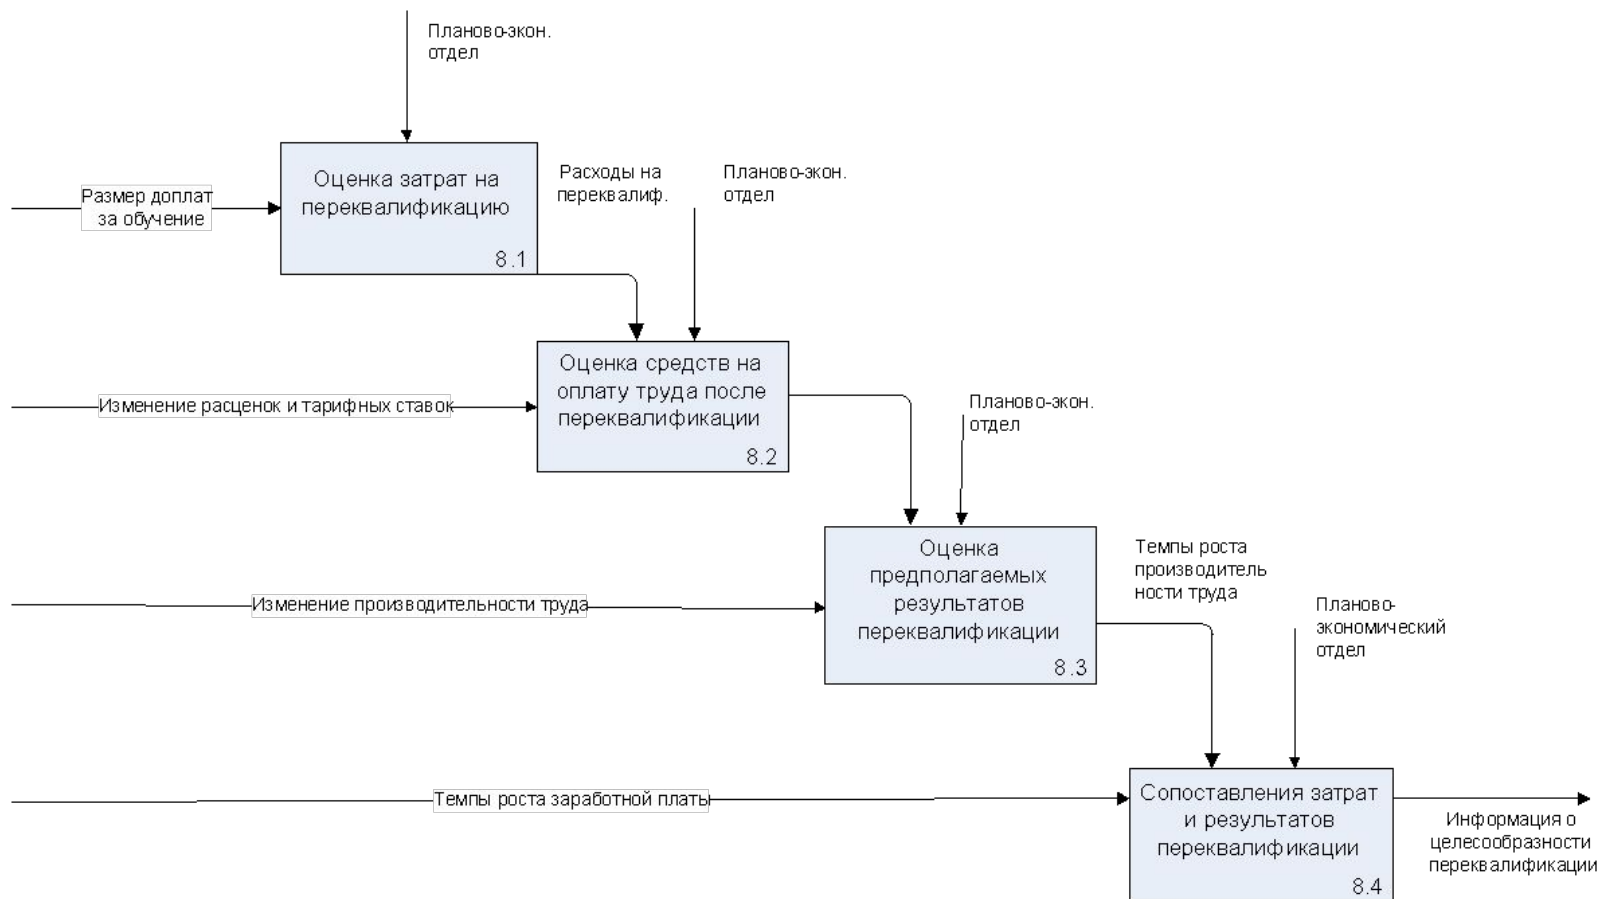 Планово-экон.
отдел
Оценка затрат на
переквалификацию
8.1
Размер доплат
за обучение
Расходы на
переквалиф.
Планово-экон.
отдел
Оценка средств на
оплату труда после
переквалификации
8.2
Изменение расценок и тарифных ставок
Планово-экон.
отдел
Оценка
предполагаемых
результатов
переквалификации
8.3
Изменение производительности труда
Темпы роста
производитель
ности труда
Планово-
экономический
отдел
Темпы роста заработной платы
Сопоставления затрат
и результатов
переквалификации
8.4
Информация о
целесообразности
переквалификации